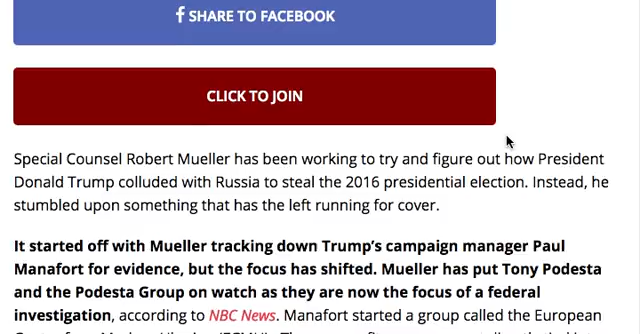 f SHARE TO FACEBOOK
CLICK TO JOIN
Special Counsel Robert Mueller has been working to try and figure out how President
Donald Trump colluded with Russia to steal the 2016 presidential election. Instead, he
stumbled upon something that has the left running for cover.
It started off with Mueller tracking down Trump's campaign manager Paul
Manafort for evidence, but the focus has shifted. Mueller has put Tony Podesta
and the Podesta Group on watch as they are now the focus of a federal
investigation, according to NBC News. Manafort started a group called the European